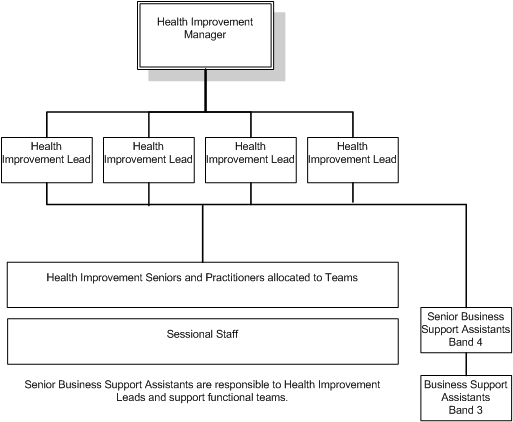 Health Improvement
Manager
Health
Improvement Lead
Health
Improvement Lead
Health
Improvement Lead
Health
Improvement Lead
Health Improvement Seniors and Practitioners allocated to Teams
Sessional Staff
Senior Business
Support Assistants
Band 4
Senior Business Support Assistants are responsible to Health Improvement
Leads and support functional teams.
Business Support
Assistants
Band 3